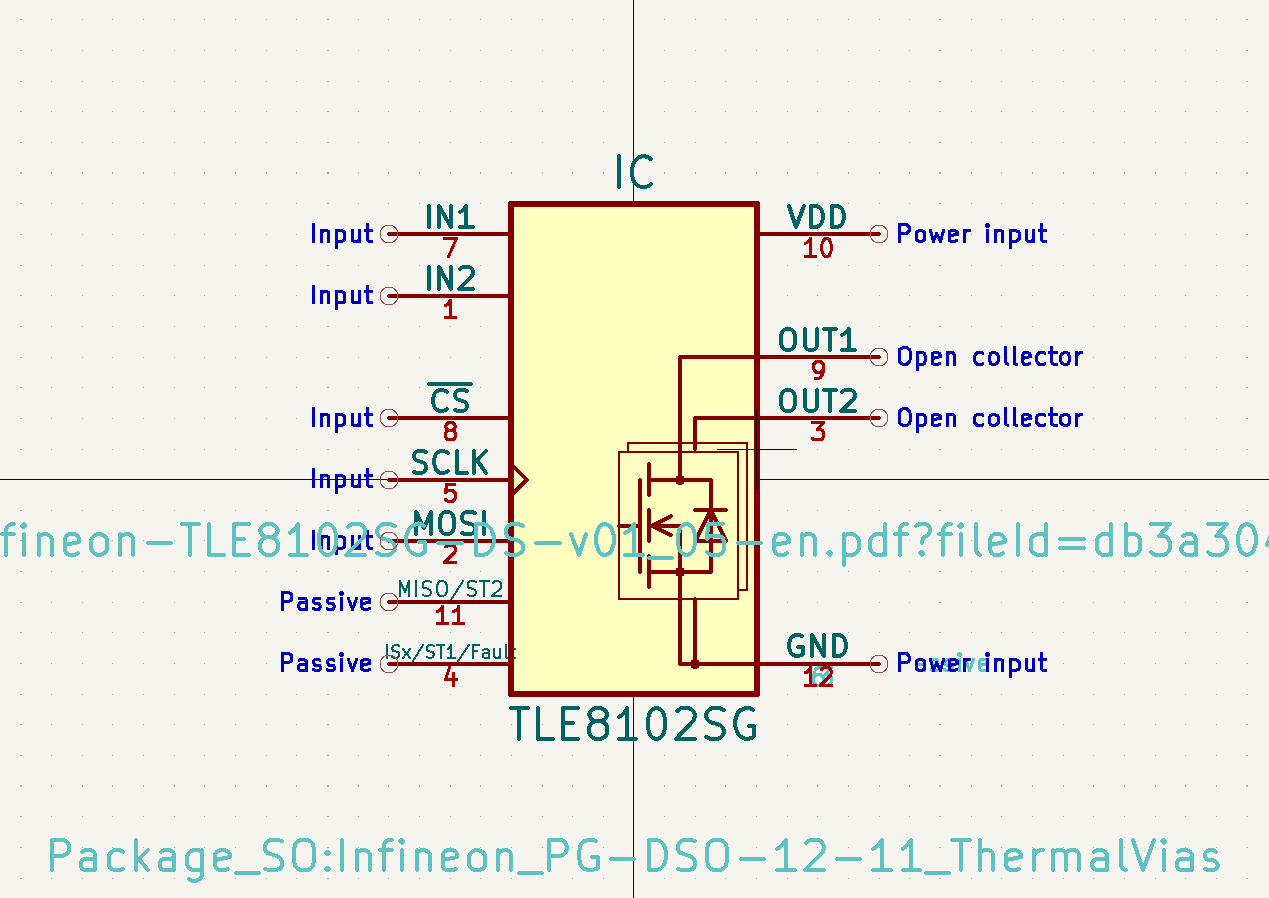 IC
Input IN1 7
VDD 10 Power input
Input IN2 1
OUT1 9 Open collector
Input CS 8
OUT2 3 Open collector
Input SCLK 5
Input MOSI 2
fineon-TLE8102SG-DS-v01_05-en.pdf?fileId=db3a304
Passive MISO/ST2 11
Passive ISx/ST1/Fault 4
GND 12 Power input
TLE8102SG
Package_SO:Infineon_PG-DSO-12-11_ThermalVias